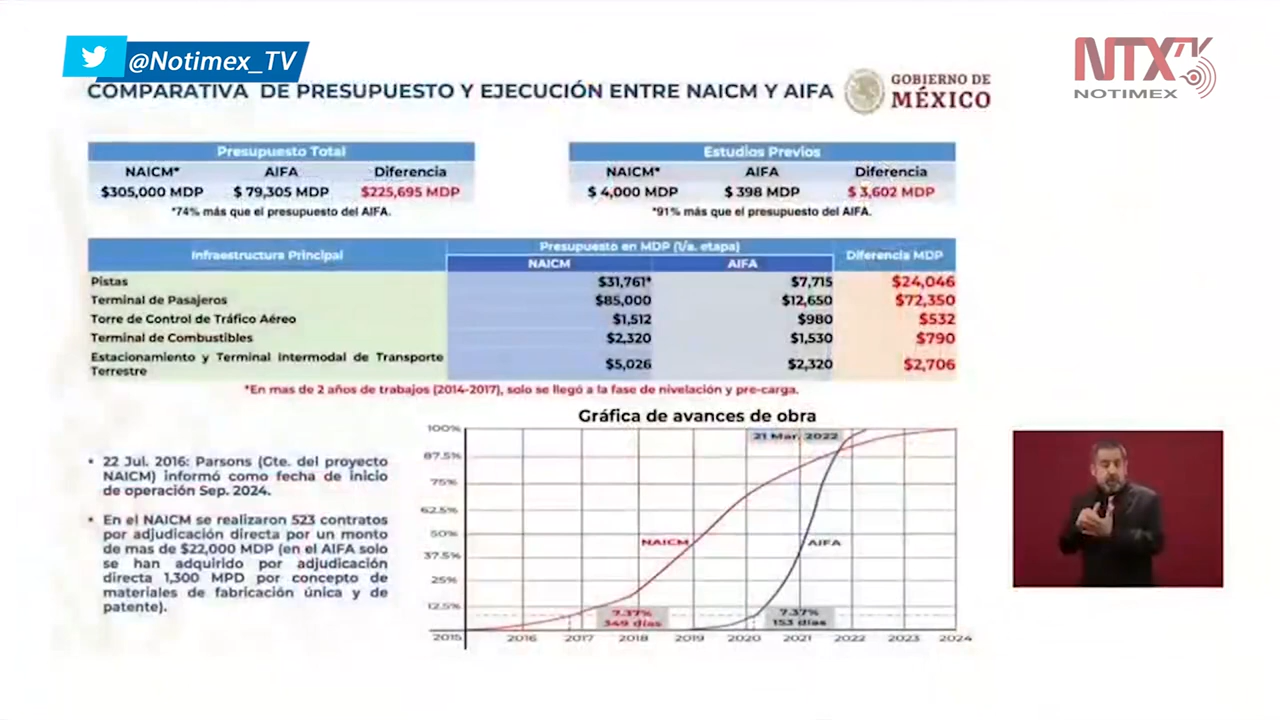 @Notimex_TV
NTX TV
NOTIMEX
COMPARATIVA DE PRESUPUESTO Y EJECUCIÓN ENTRE NAICM Y AIFA
GOBIERNO DE
MÉXICO
Presupuesto Total
NAICM* AIFA Diferencia
$305,000 MDP $ 79,305 MDP $225,695 MDP
*74% más que el presupuesto del AIFA.
Estudios Previos
NAICM* AIFA Diferencia
$ 4,000 MDP $ 398 MDP $ 3,602 MDP
*91% más que el presupuesto del AIFA.
Infraestructura Principal Presupuesto en MDP (1/a. etapa) Diferencia MDP
NAICM AIFA
Pistas $31,761* $7,715 $24,046
Terminal de Pasajeros $85,000 $12,650 $72,350
Torre de Control de Tráfico Aéreo $1,512 $980 $532
Terminal de Combustibles $2,320 $1,530 $790
Estacionamiento y Terminal Intermodal de Transporte
Terrestre $5,026 $2,320 $2,706
*En mas de 2 años de trabajos (2014-2017), solo se llegó a la fase de nivelación y pre-carga.
• 22 Jul. 2016: Parsons (Gte. del proyecto
NAICM) informó como fecha de inicio
de operación Sep. 2024.
• En el NAICM se realizaron 523 contratos
por adjudicación directa por un monto
de mas de $22,000 MDP (en el AIFA solo
se han adquirido por adjudicación
directa 1,300 MPD por concepto de
materiales de fabricación única y de
patente).
Gráfica de avances de obra
100%
21 Mar. 2022
87.5%
75%
62.5%
50%
NAICM AIFA
37.5%
25%
12.5%
7.37% 7.37%
349 días 153 días
2015 2016 2017 2018 2019 2020 2021 2022 2023 2024